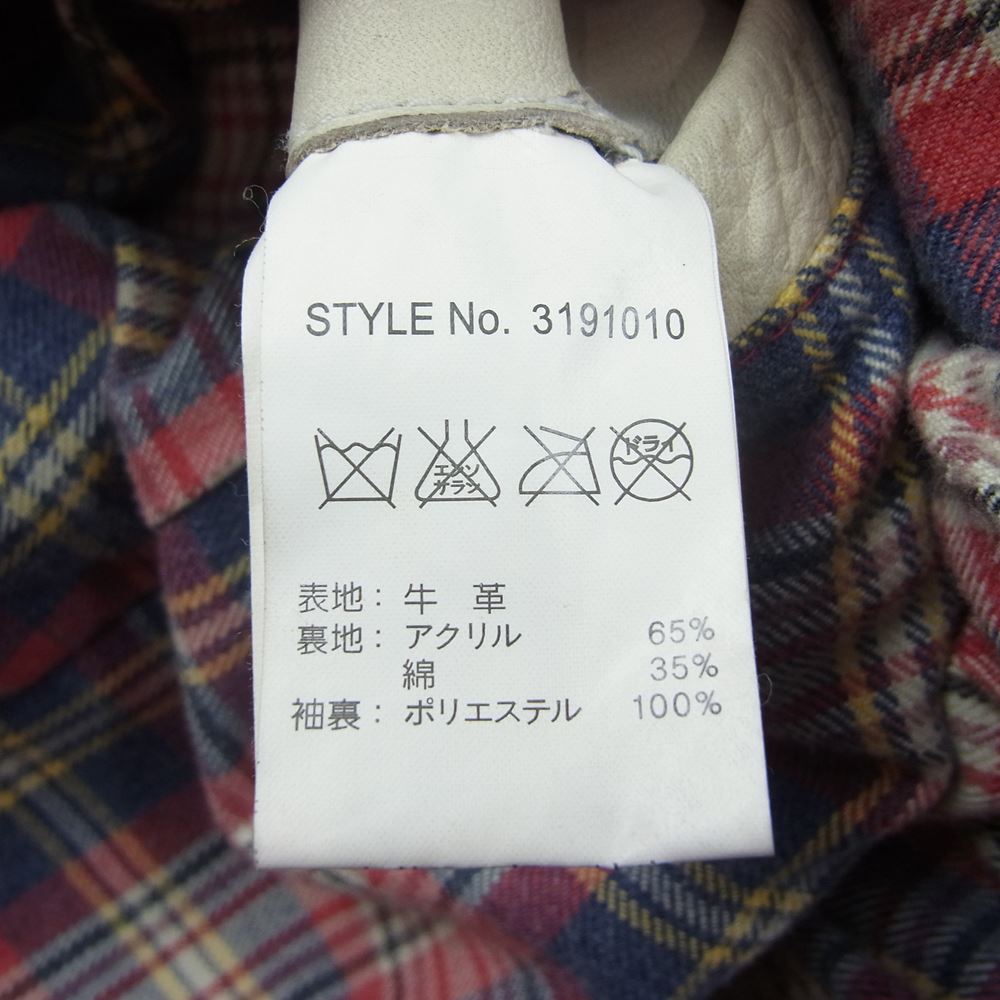 STYLE No. 3191010
エンソ サラシ ドライ
表地： 牛 革
裏地： アクリル 65%
綿 35%
袖裏： ポリエステル 100%